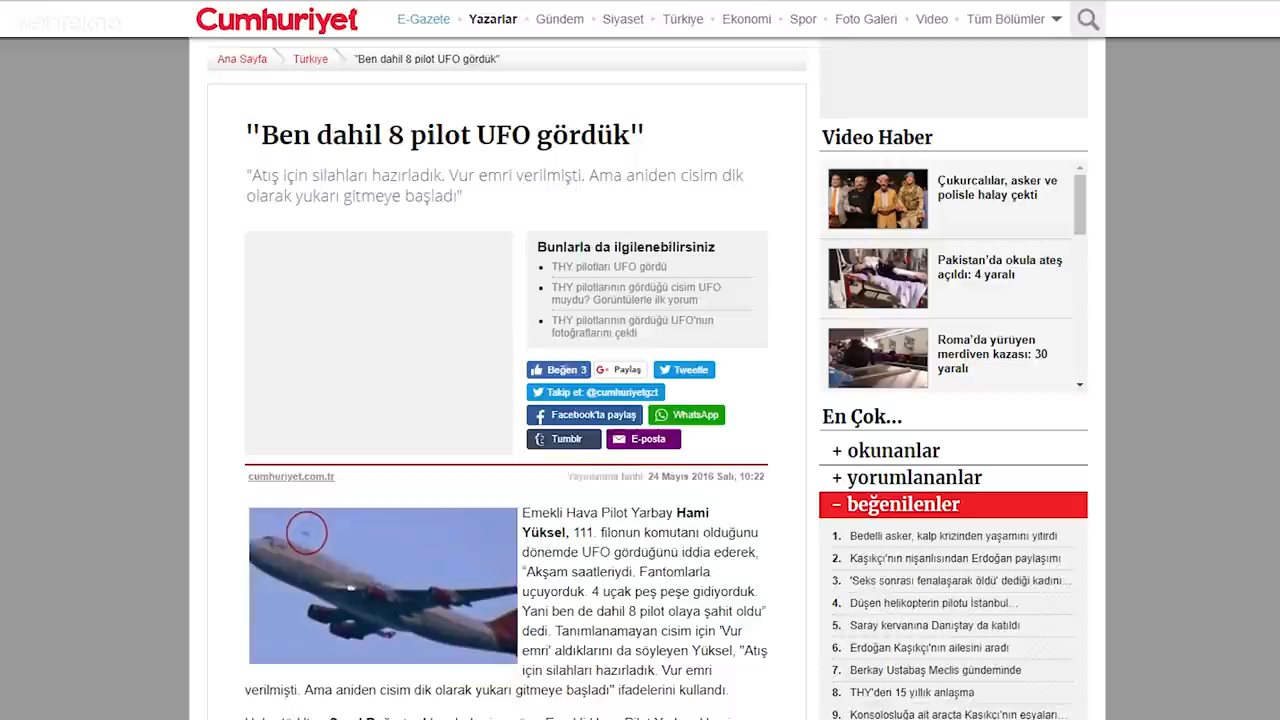 Cumhuriyet
E-Gazete
Yazarlar
Gündem
Siyaset
Türkiye
Ekonomi
Spor
Foto Galeri
Video
Tüm Bölümler
Ana Sayfa
Türkiye
"Ben dahil 8 pilot UFO gördük"
"Ben dahil 8 pilot UFO gördük"
"Atış için silahları hazırladık. Vur emri verilmişti. Ama aniden cisim dik
olarak yukarı gitmeye başladı"
Bunlarla da ilgilenebilirsiniz
THY pilotları UFO gördü
THY pilotlarının gördüğü cisim UFO
muydu? Görüntülerle ilk yorum
THY pilotlarının gördüğü UFO'nun
fotoğraflarını çekti
Beğen 3
G+ Paylaş
Tweetle
Takip et: @cumhuriyetgzt
Facebook'ta paylaş
WhatsApp
Tumblr
E-posta
cumhuriyet.com.tr
Yayınlanma tarihi: 24 Mayıs 2016 Salı, 10:22
Emekli Hava Pilot Yarbay Hami
Yüksel, 111. filonun komutanı olduğunu
dönemde UFO gördüğünü iddia ederek,
“Akşam saatleriydi. Fantomlarla
uçuyorduk. 4 uçak peş peşe gidiyorduk.
Yani ben de dahil 8 pilot olaya şahit oldu”
dedi. Tanımlanamayan cisim için 'Vur
emri' aldıklarını da söyleyen Yüksel, "Atış
için silahları hazırladık. Vur emri
verilmişti. Ama aniden cisim dik olarak yukarı gitmeye başladı" ifadelerini kullandı.
Video Haber
Çukurcalılar, asker ve
polisle halay çekti
Pakistan’da okula ateş
açıldı: 4 yaralı
Roma’da yürüyen
merdiven kazası: 30
yaralı
En Çok...
+ okunanlar
+ yorumlananlar
- beğenilenler
1. Bedelli asker, kalp krizinden yaşamını yitirdi
2. Kaşıkçı'nın nişanlısından Erdoğan paylaşımı
3. 'Seks sonrası fenalaşarak öldü' dediği kadını...
4. Düşen helikopterin pilotu İstanbul...
5. Saray kervanına Danıştay da katıldı
6. Erdoğan Kaşıkçı'nın ailesini aradı
7. Berkay Ustabaş Meclis gündeminde
8. THY'den 15 yıllık anlaşma
9. Konsolosluğa ait araçta Kaşıkçı'nın eşyaları...